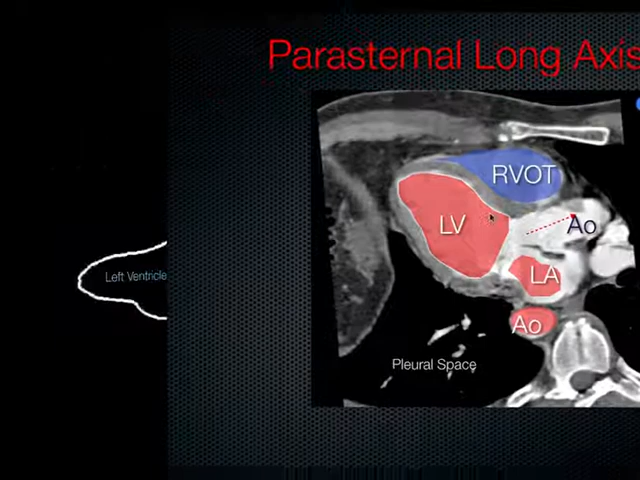 Parasternal Long Axis
RVOT
LV
Ao
LA
Left Ventricle
Ao
Pleural Space